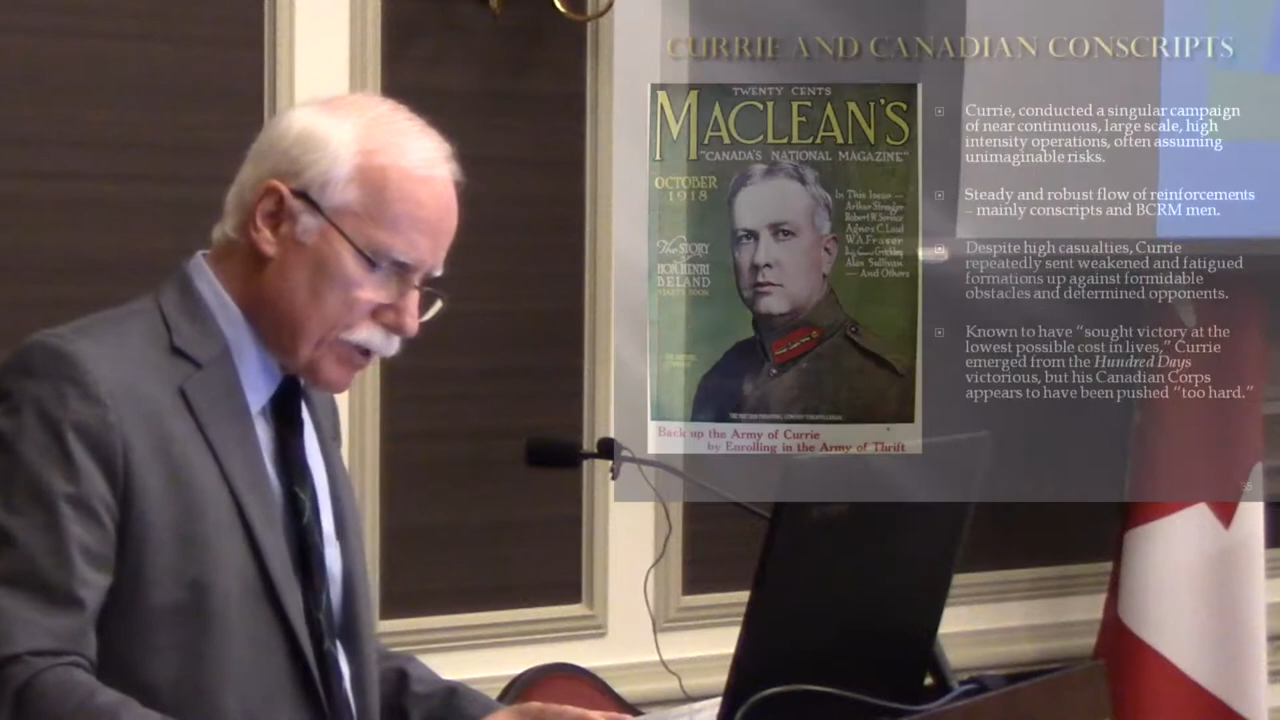 CURRIE AND CANADIAN CONSCRIPTS
TWENTY CENTS
MACLEAN'S
"CANADA'S NATIONAL MAGAZINE"
OCTOBER
1918
In This Issue —
Arthur Stringer
Robert W. Service
Agnes C. Laut
W.A. Fraser
Alan Sullivan
— And Others
The STORY
of
HON. HENRI
BELAND
Back up the Army of Currie
by Enrolling in the Army of Thrift
Currie, conducted a singular campaign
of near continuous, large scale, high
intensity operations, often assuming
unimaginable risks.
Steady and robust flow of reinforcements
– mainly conscripts and BCRM men.
Despite high casualties, Currie
repeatedly sent weakened and fatigued
formations up against formidable
obstacles and determined opponents.
Known to have "sought victory at the
lowest possible cost in lives," Currie
emerged from the Hundred Days
victorious, but his Canadian Corps
appears to have been pushed "too hard."
35